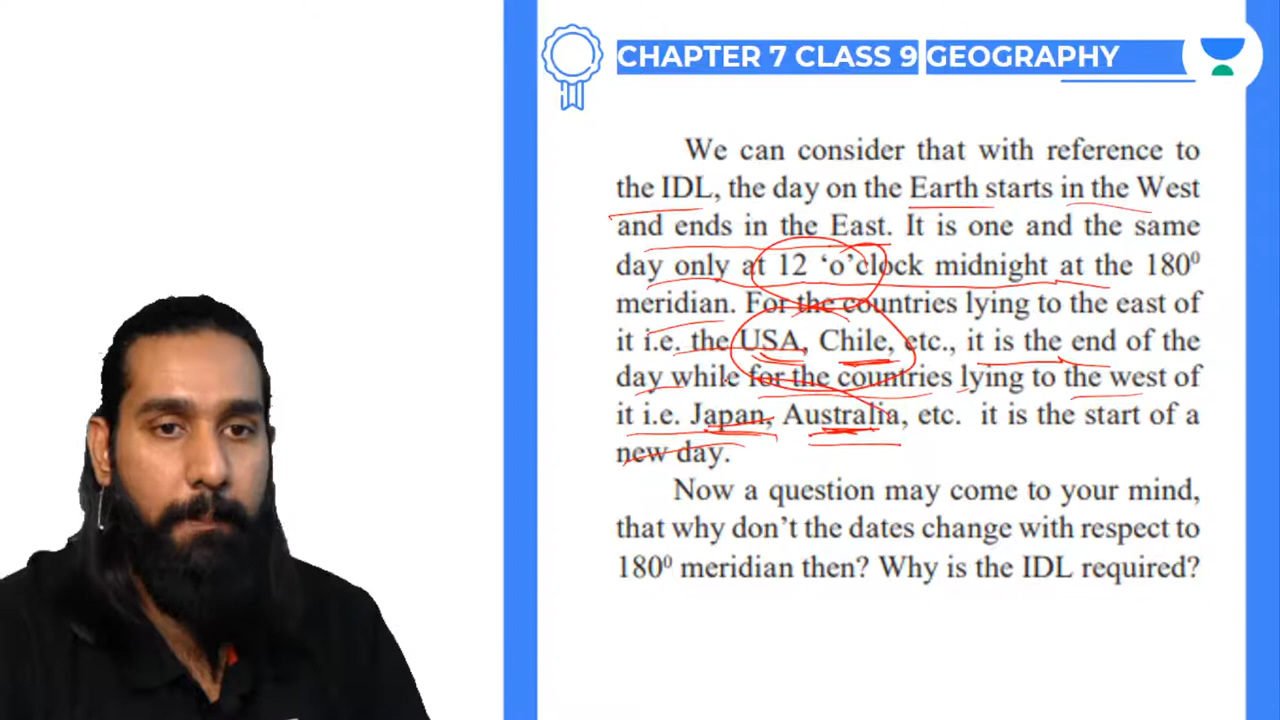 CHAPTER 7 CLASS 9 GEOGRAPHY
We can consider that with reference to
the IDL, the day on the Earth starts in the West
and ends in the East. It is one and the same
day only at 12 ‘o’clock midnight at the 180⁰
meridian. For the countries lying to the east of
it i.e. the USA, Chile, etc., it is the end of the
day while for the countries lying to the west of
it i.e. Japan, Australia, etc. it is the start of a
new day.
Now a question may come to your mind,
that why don’t the dates change with respect to
180⁰ meridian then? Why is the IDL required?